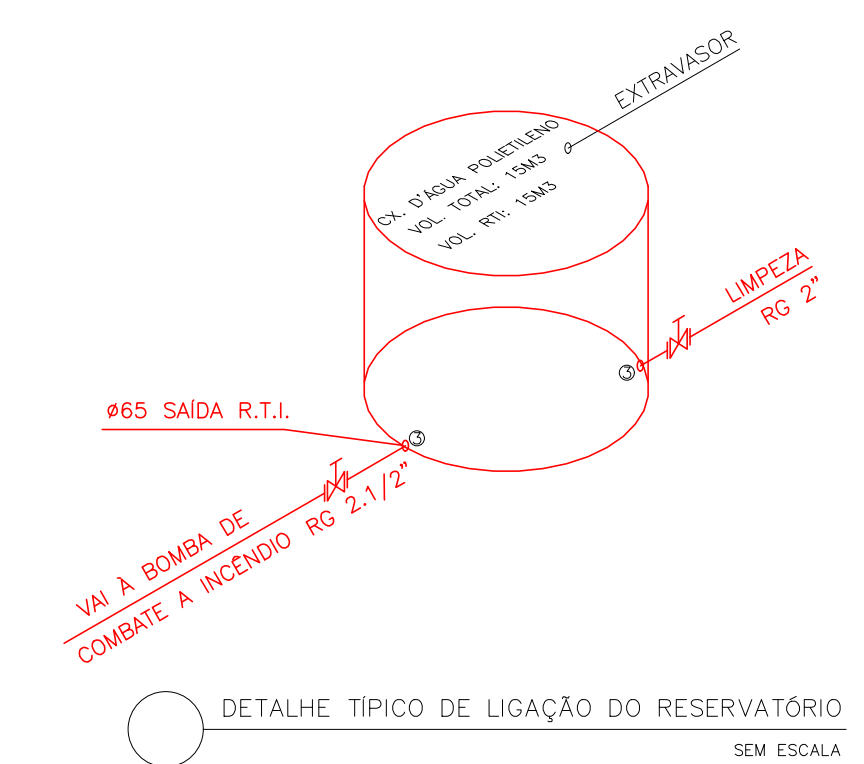 EXTRAVASOR
CX. D'ÁGUA POLIETILENO
VOL. TOTAL: 15M3
VOL. RTI: 15M3
LIMPEZA
RG 2"
3
Ø65 SAÍDA R.T.I.
3
VAI À BOMBA DE
COMBATE A INCÊNDIO RG 2.1/2"
DETALHE TÍPICO DE LIGAÇÃO DO RESERVATÓRIO
SEM ESCALA